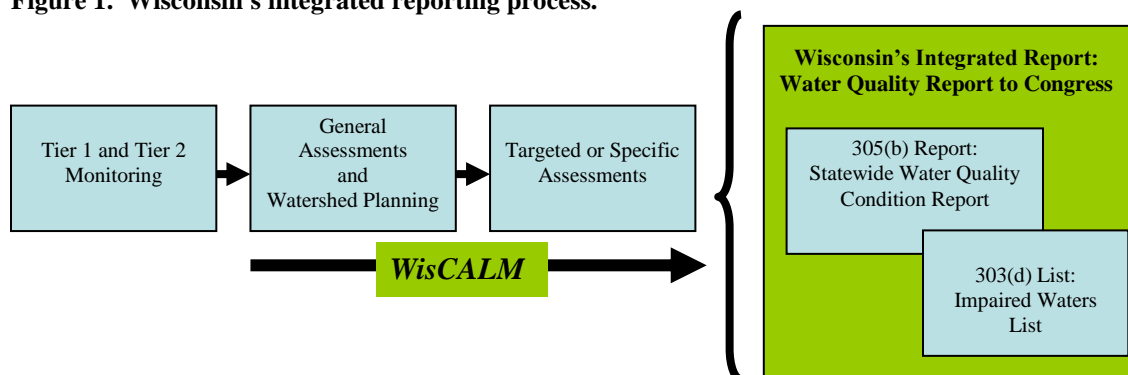 Figure 1. Wisconsin's integrated reporting process.
Tier 1 and Tier 2
Monitoring
General
Assessments
and
Watershed Planning
Targeted or Specific
Assessments
WisCALM
Wisconsin's Integrated Report:
Water Quality Report to Congress
305(b) Report:
Statewide Water Quality
Condition Report
303(d) List:
Impaired Waters
List